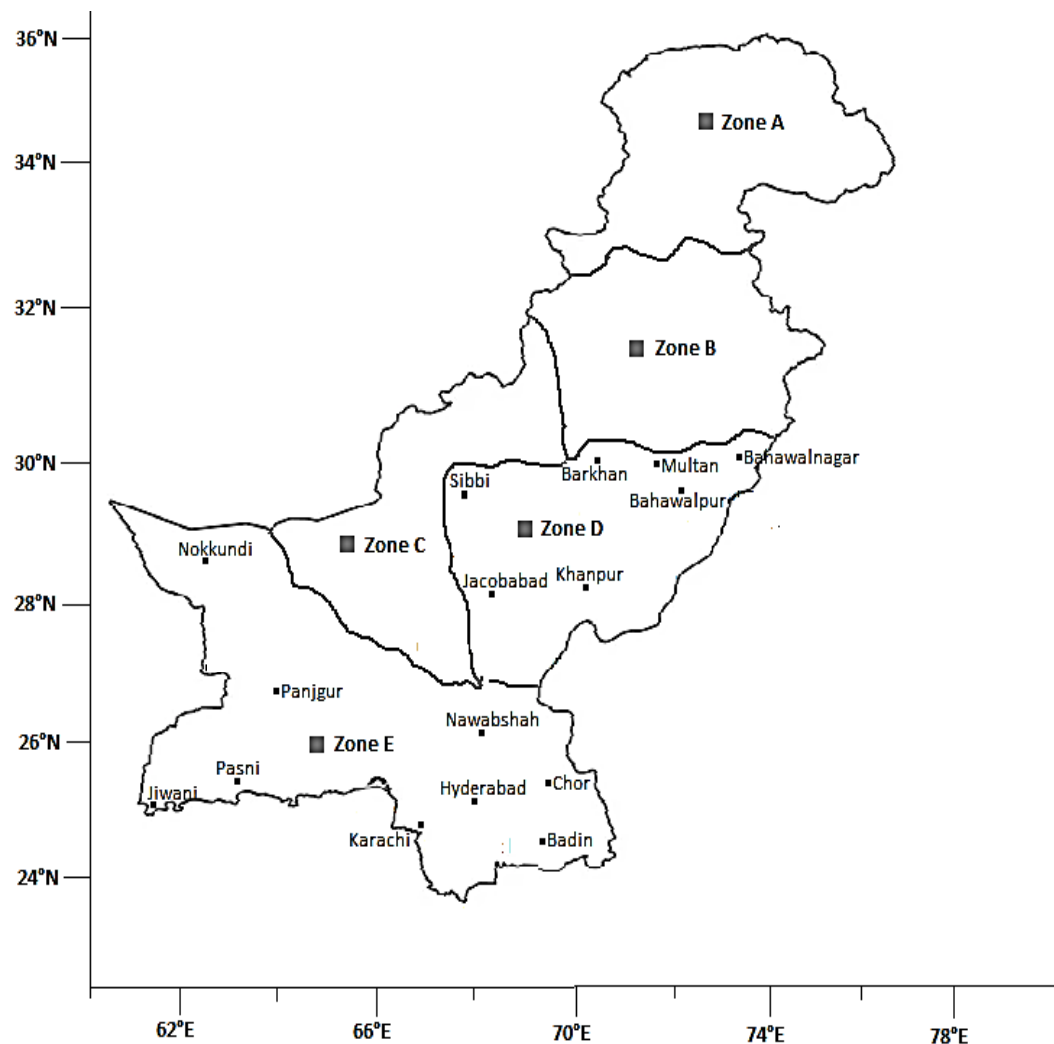 36°N
Zone A
34°N
32°N
Zone B
30°N
Barkhan
Multan
Bahawalnagar
Sibbi
Bahawalpur
Zone D
Zone C
Nokkundi
Khanpur
Jacobabad
28°N
Panjgur
Nawabshah
26°N
Zone E
Pasni
Chor
Hyderabad
Jiwani
Karachi
Badin
24°N
62°E
66°E
70°E
74°E
78°E